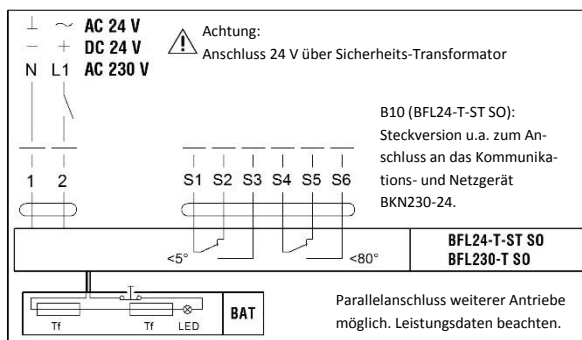 ⊥ ~ AC 24 V
− + DC 24 V
N L1 AC 230 V
Achtung:
Anschluss 24 V über Sicherheits-Transformator
B10 (BFL24-T-ST SO):
Steckversion u.a. zum An-
schluss an das Kommunika-
tions- und Netzgerät
BKN230-24.
1 2 S1 S2 S3 S4 S5 S6
<5° <80°
BFL24-T-ST SO
BFL230-T SO
Tf Tf LED BAT
Parallelanschluss weiterer Antriebe
möglich. Leistungsdaten beachten.